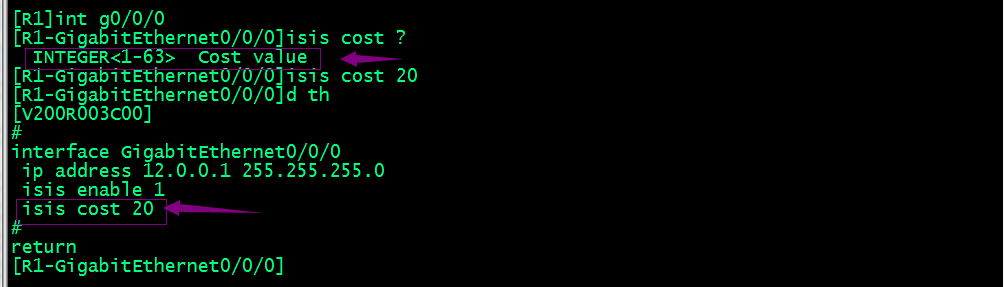 [R1]int g0/0/0
[R1-GigabitEthernet0/0/0]isis cost ?
INTEGER<1-63>  Cost value
[R1-GigabitEthernet0/0/0]isis cost 20
[R1-GigabitEthernet0/0/0]d th
[V200R003C00]
#
interface GigabitEthernet0/0/0
ip address 12.0.0.1 255.255.255.0
isis enable 1
isis cost 20
#
return
[R1-GigabitEthernet0/0/0]